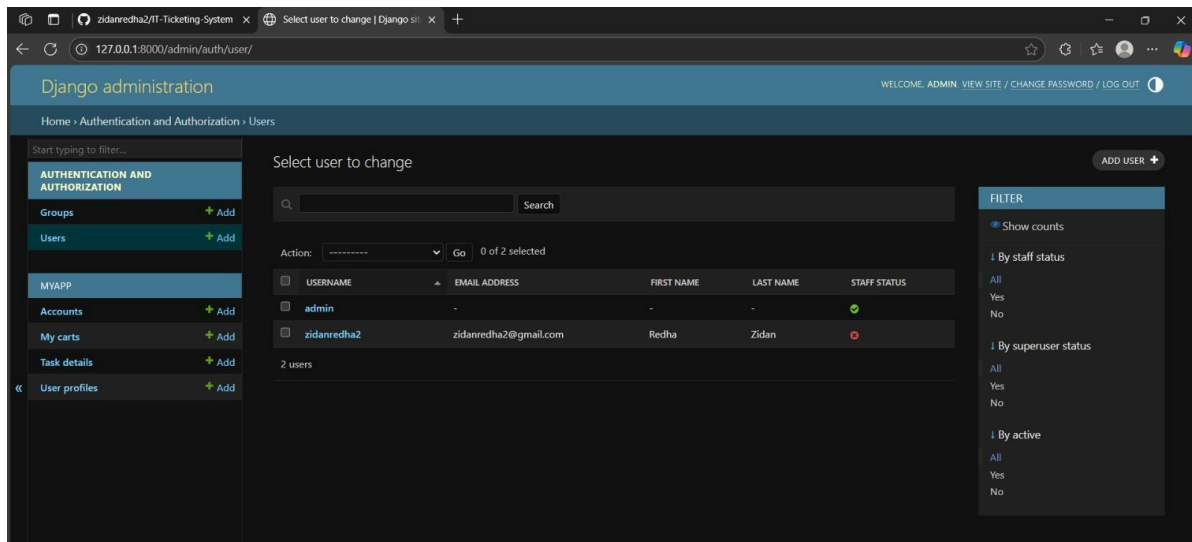 zidanredha2/IT-Ticketing-System
Select user to change | Django sit
127.0.0.1:8000/admin/auth/user/
Django administration
WELCOME, ADMIN. VIEW SITE / CHANGE PASSWORD / LOG OUT
Home › Authentication and Authorization › Users
Start typing to filter...
AUTHENTICATION AND
AUTHORIZATION
Groups + Add
Users + Add
MYAPP
Accounts + Add
My carts + Add
Task details + Add
« User profiles + Add
Select user to change
ADD USER +
Search
Action: --------- Go 0 of 2 selected
USERNAME EMAIL ADDRESS FIRST NAME LAST NAME STAFF STATUS
admin - - -
zidanredha2 zidanredha2@gmail.com Redha Zidan
2 users
FILTER
Show counts
↓ By staff status
All
Yes
No
↓ By superuser status
All
Yes
No
↓ By active
All
Yes
No